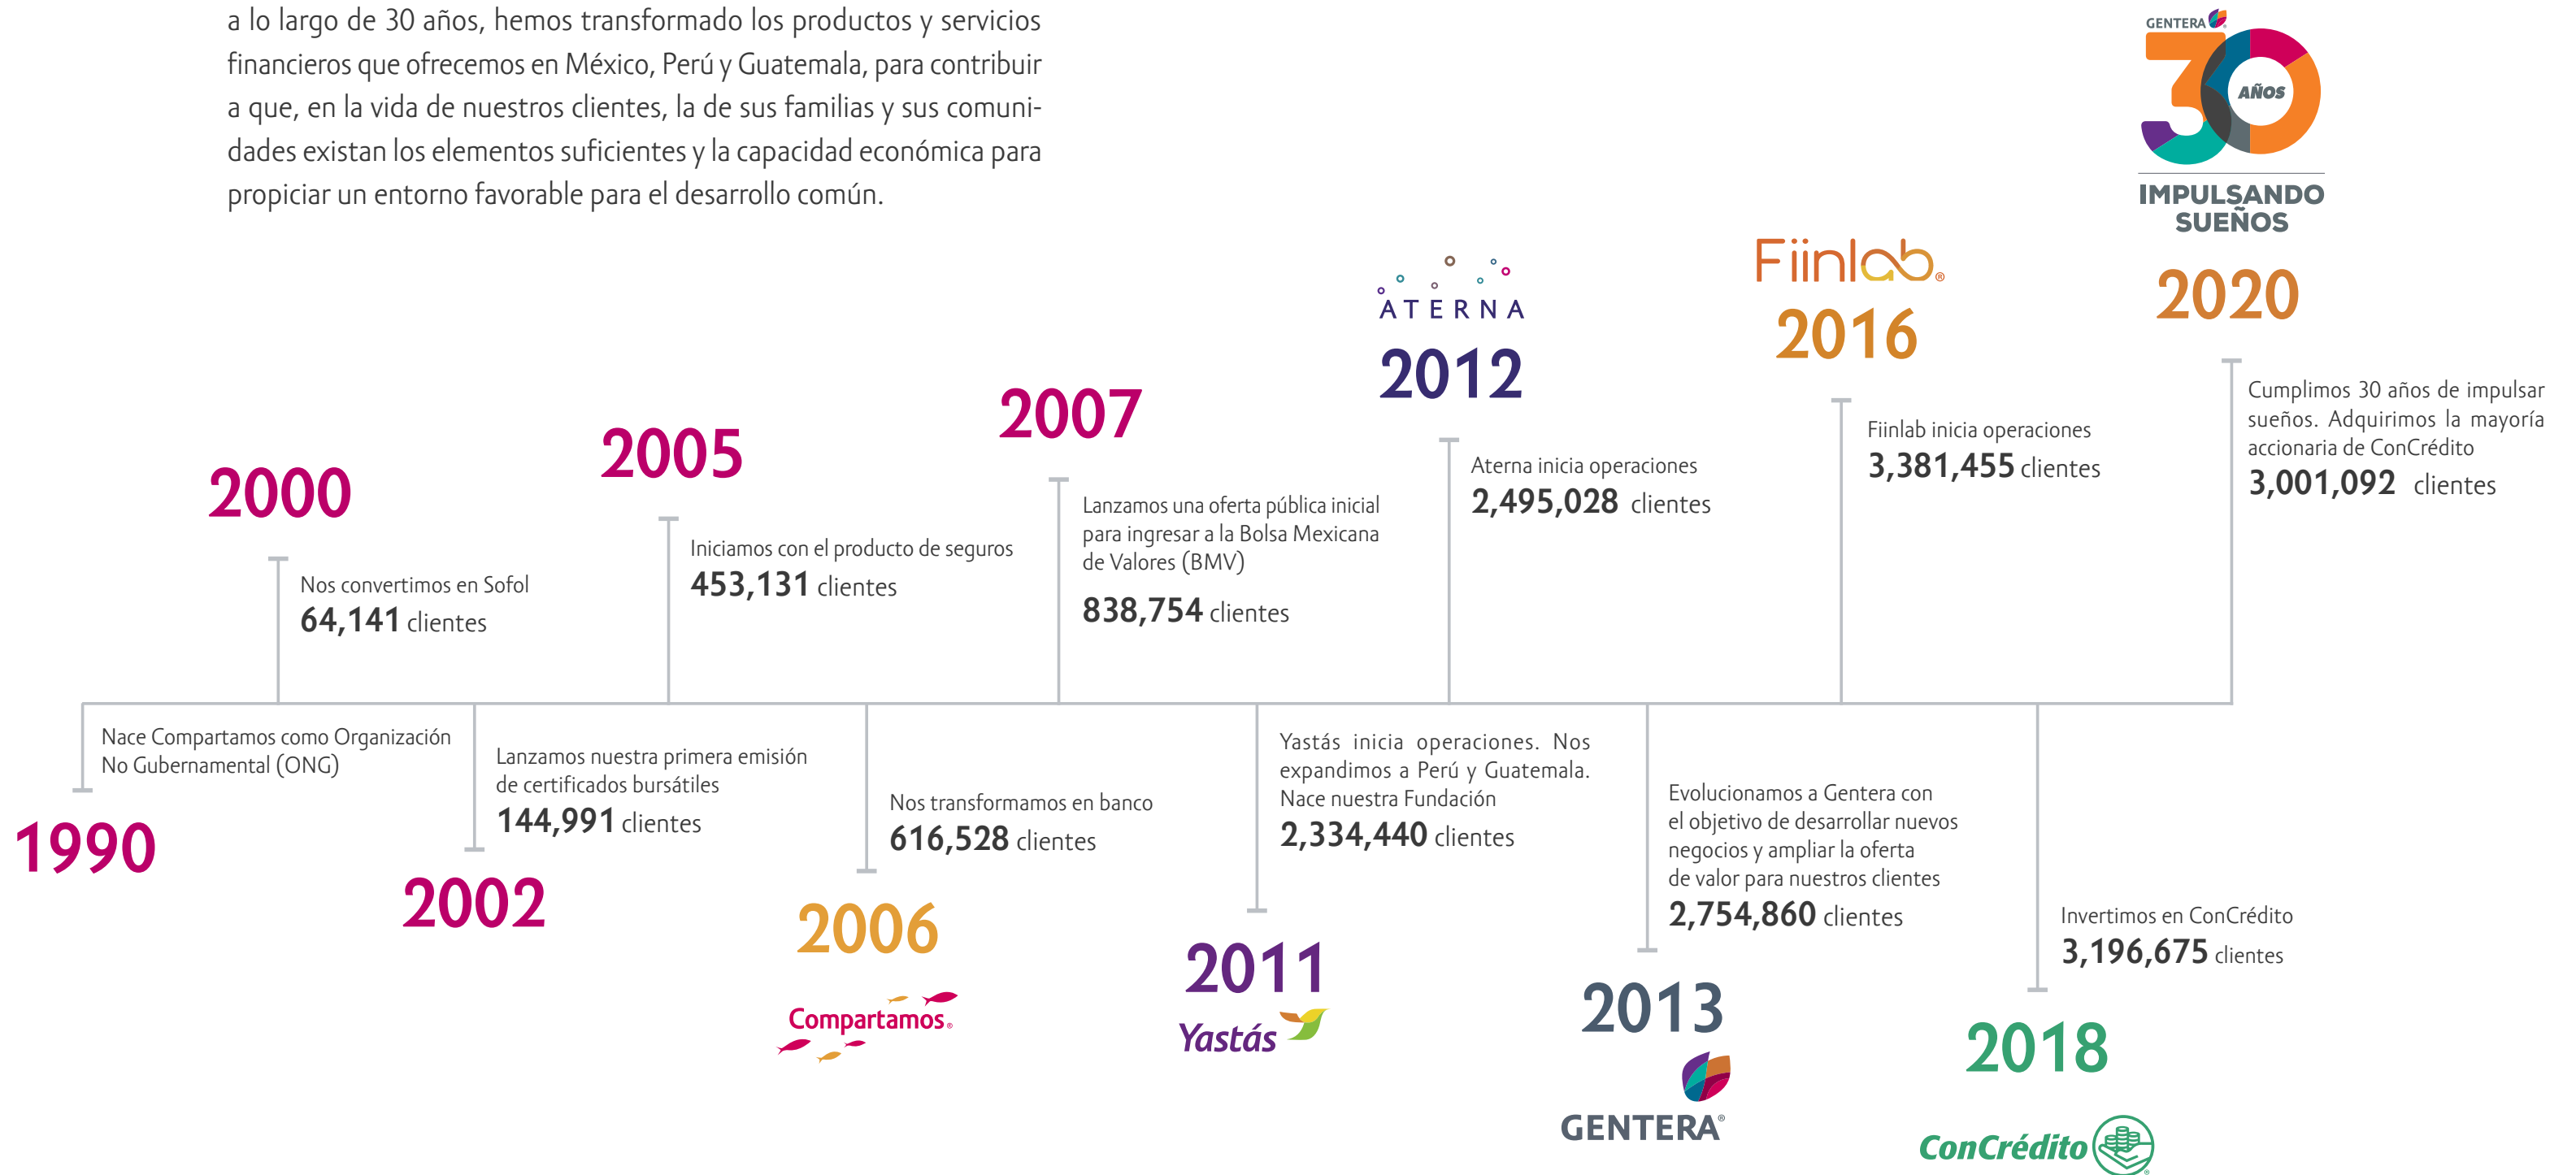 a lo largo de 30 años, hemos transformado los productos y servicios
financieros que ofrecemos en México, Perú y Guatemala, para contribuir
a que, en la vida de nuestros clientes, la de sus familias y sus comuni-
dades existan los elementos suficientes y la capacidad económica para
propiciar un entorno favorable para el desarrollo común.
GENTERA
30
AÑOS
IMPULSANDO
SUEÑOS
1990
Nace Compartamos como Organización
No Gubernamental (ONG)
2000
Nos convertimos en Sofol
64,141 clientes
2002
Lanzamos nuestra primera emisión
de certificados bursátiles
144,991 clientes
2005
Iniciamos con el producto de seguros
453,131 clientes
2006
Compartamos®
Nos transformamos en banco
616,528 clientes
2007
Lanzamos una oferta pública inicial
para ingresar a la Bolsa Mexicana
de Valores (BMV)
838,754 clientes
2011
Yastás
Yastás inicia operaciones. Nos
expandimos a Perú y Guatemala.
Nace nuestra Fundación
2,334,440 clientes
ATERNA
2012
Aterna inicia operaciones
2,495,028 clientes
2013
GENTERA®
Evolucionamos a Gentera con
el objetivo de desarrollar nuevos
negocios y ampliar la oferta
de valor para nuestros clientes
2,754,860 clientes
Fiinlab®
2016
Fiinlab inicia operaciones
3,381,455 clientes
2018
ConCrédito®
Invertimos en ConCrédito
3,196,675 clientes
2020
Cumplimos 30 años de impulsar
sueños. Adquirimos la mayoría
accionaria de ConCrédito
3,001,092 clientes